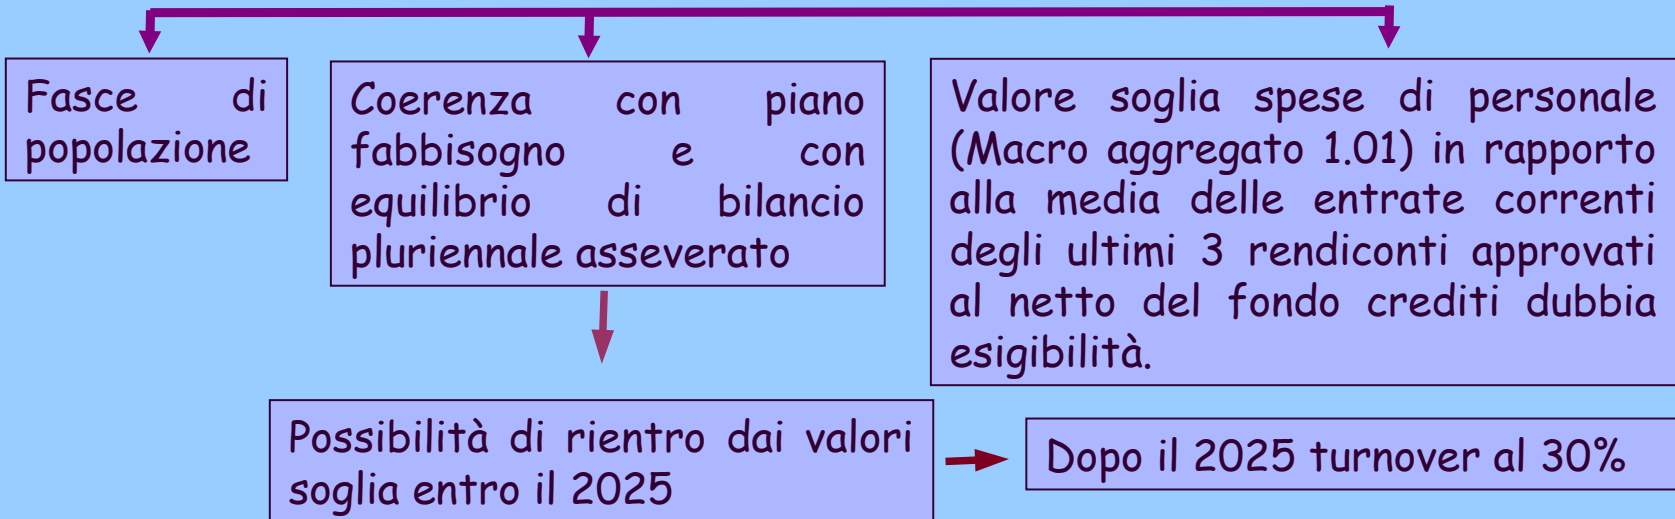 Fasce di
popolazione
Coerenza con piano
fabbisogno e con
equilibrio di bilancio
pluriennale asseverato
Valore soglia spese di personale
(Macro aggregato 1.01) in rapporto
alla media delle entrate correnti
degli ultimi 3 rendiconti approvati
al netto del fondo crediti dubbia
esigibilità.
Possibilità di rientro dai valori
soglia entro il 2025
Dopo il 2025 turnover al 30%